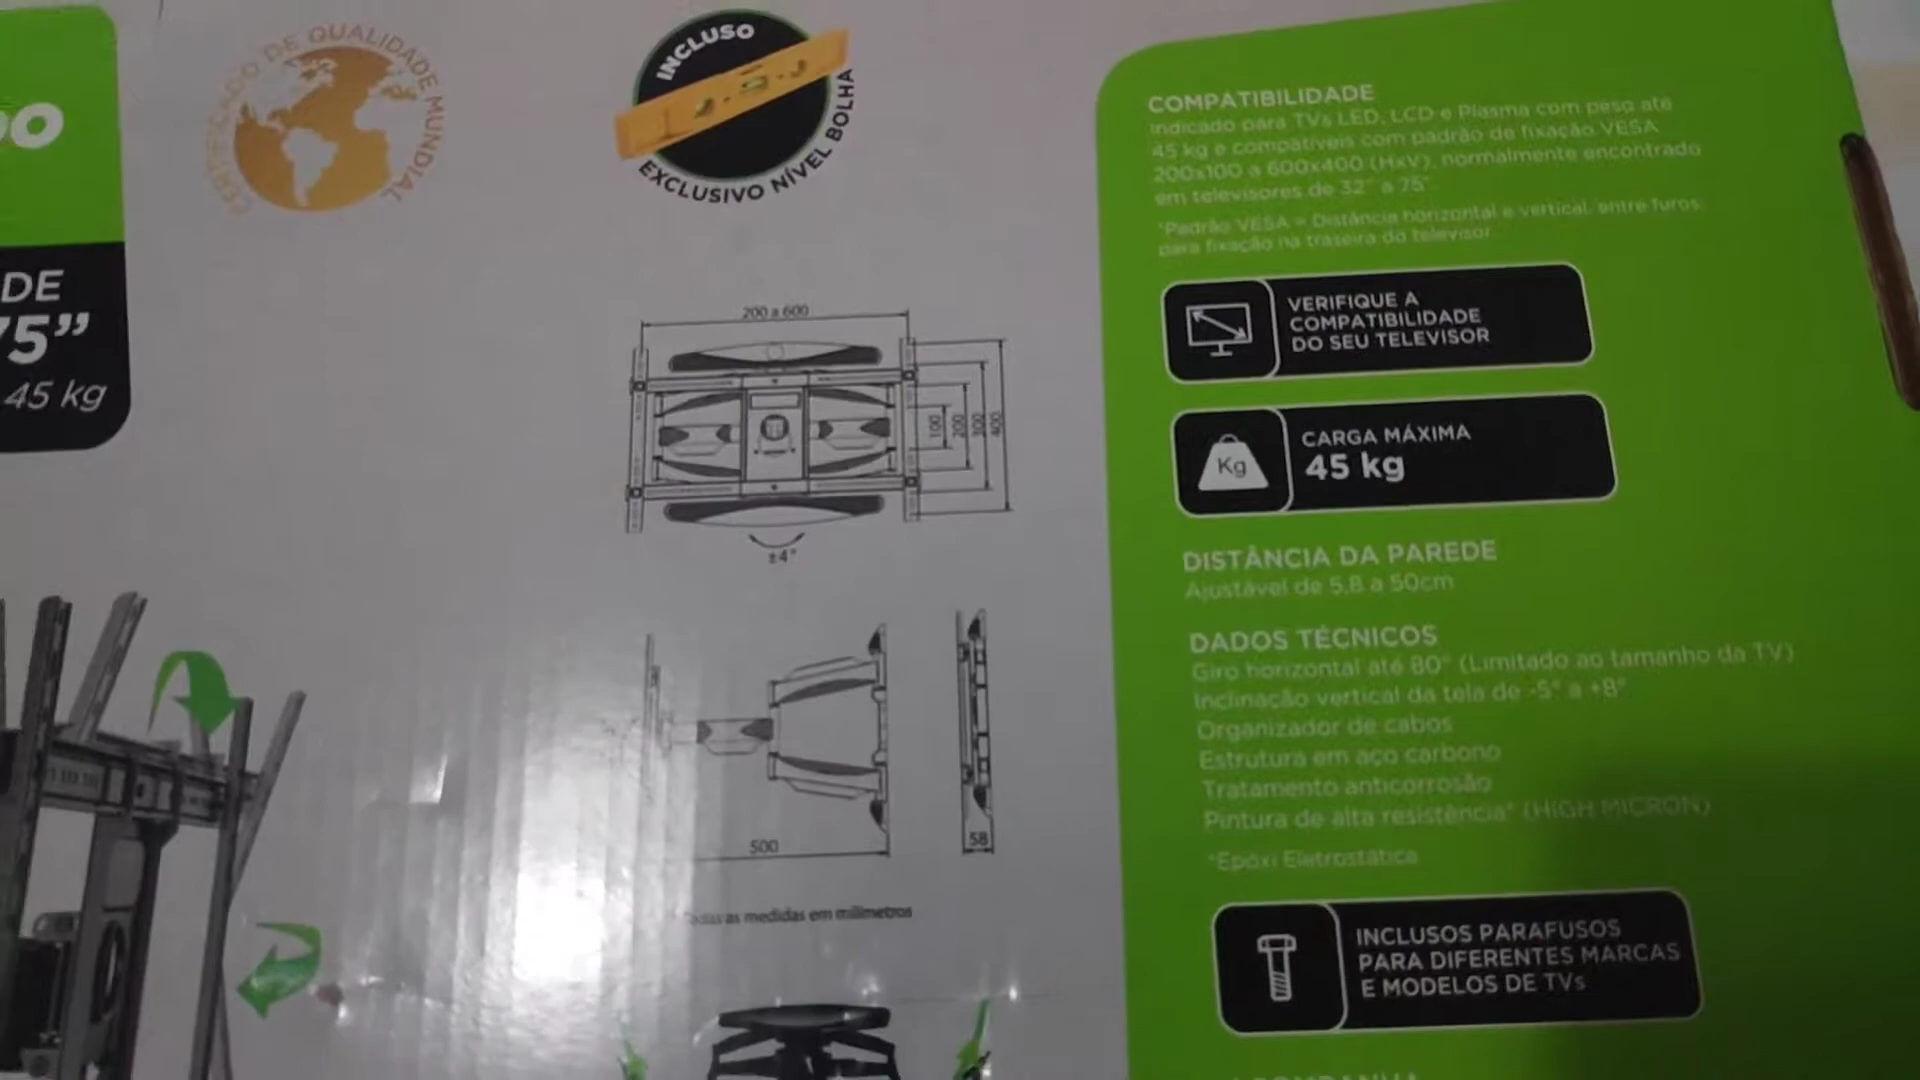 DE
75”
45 kg
CERTIFICADO DE QUALIDADE MUNDIAL
INCLUSO
EXCLUSIVO NÍVEL BOLHA
200 a 600
100
200
300
400
±4°
500
58
as medidas em milímetros
COMPATIBILIDADE
Indicado para TVs LED, LCD e Plasma com peso até
45 kg e compatíveis com padrão de fixação VESA
200x100 a 600x400 (HxV), normalmente encontrado
em televisores de 32" a 75".
*Padrão VESA = Distância horizontal e vertical, entre furos,
para fixação na traseira do televisor
VERIFIQUE A
COMPATIBILIDADE
DO SEU TELEVISOR
Kg
CARGA MÁXIMA
45 kg
DISTÂNCIA DA PAREDE
Ajustável de 5,8 a 50cm
DADOS TÉCNICOS
Giro horizontal até 80° (Limitado ao tamanho da TV)
Inclinação vertical da tela de -5° a +8°
Organizador de cabos
Estrutura em aço carbono
Tratamento anticorrosão
Pintura de alta resistência* (HIGH MICRON)
*Epóxi Eletrostática
INCLUSOS PARAFUSOS
PARA DIFERENTES MARCAS
E MODELOS DE TVs